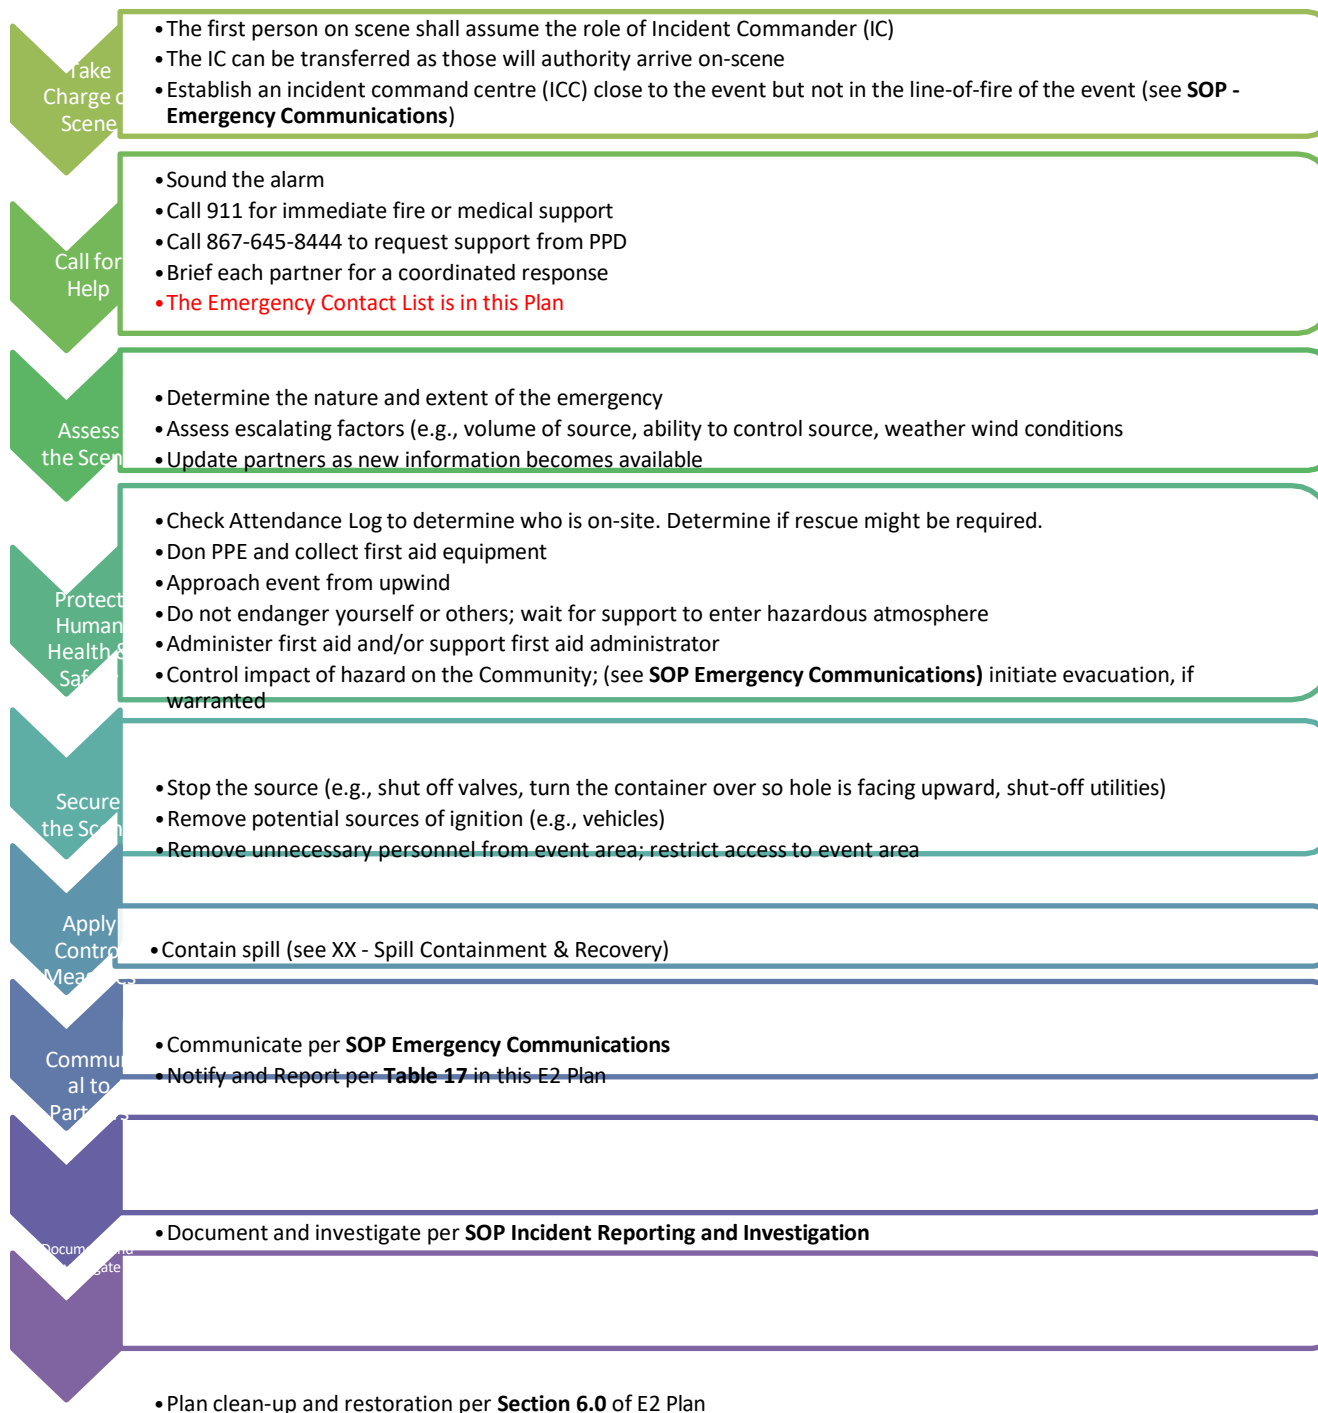 Take
Charge o
Scene
•The first person on scene shall assume the role of Incident Commander (IC)
•The IC can be transferred as those will authority arrive on-scene
•Establish an incident command centre (ICC) close to the event but not in the line-of-fire of the event (see SOP -
Emergency Communications)
Call for
Help
•Sound the alarm
•Call 911 for immediate fire or medical support
•Call 867-645-8444 to request support from PPD
•Brief each partner for a coordinated response
•The Emergency Contact List is in this Plan
Assess
the Scen
•Determine the nature and extent of the emergency
•Assess escalating factors (e.g., volume of source, ability to control source, weather wind conditions
•Update partners as new information becomes available
Protect
Human
Health &
•Check Attendance Log to determine who is on-site. Determine if rescue might be required.
•Don PPE and collect first aid equipment
•Approach event from upwind
•Do not endanger yourself or others; wait for support to enter hazardous atmosphere
•Administer first aid and/or support first aid administrator
•Control impact of hazard on the Community; (see SOP Emergency Communications) initiate evacuation, if
warranted
Secure
the
•Stop the source (e.g., shut off valves, turn the container over so hole is facing upward, shut-off utilities)
•Remove potential sources of ignition (e.g., vehicles)
•Remove unnecessary personnel from event area; restrict access to event area
Apply
Contro
•Contain spill (see XX - Spill Containment & Recovery)
Commun
al to
•Communicate per SOP Emergency Communications
•Notify and Report per Table 17 in this E2 Plan
•Document and investigate per SOP Incident Reporting and Investigation
•Plan clean-up and restoration per Section 6.0 of E2 Plan